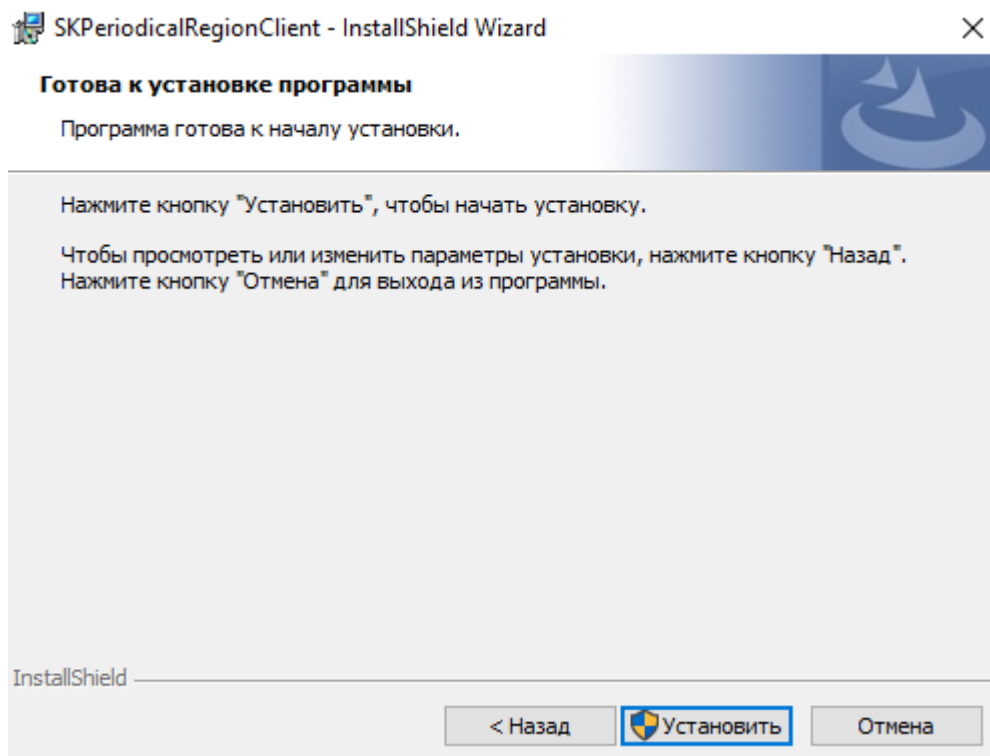 SKPeriodicalRegionClient - InstallShield Wizard
Готова к установке программы
Программа готова к началу установки.
Нажмите кнопку "Установить", чтобы начать установку.
Чтобы просмотреть или изменить параметры установки, нажмите кнопку "Назад".
Нажмите кнопку "Отмена" для выхода из программы.
InstallShield
< Назад
Установить
Отмена